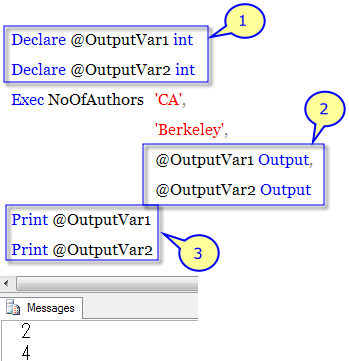 1
Declare @OutputVar1 int
Declare @OutputVar2 int
Exec NoOfAuthors 'CA',
'Berkeley',
2
@OutputVar1 Output,
@OutputVar2 Output
Print @OutputVar1
Print @OutputVar2
3
Messages
2
4